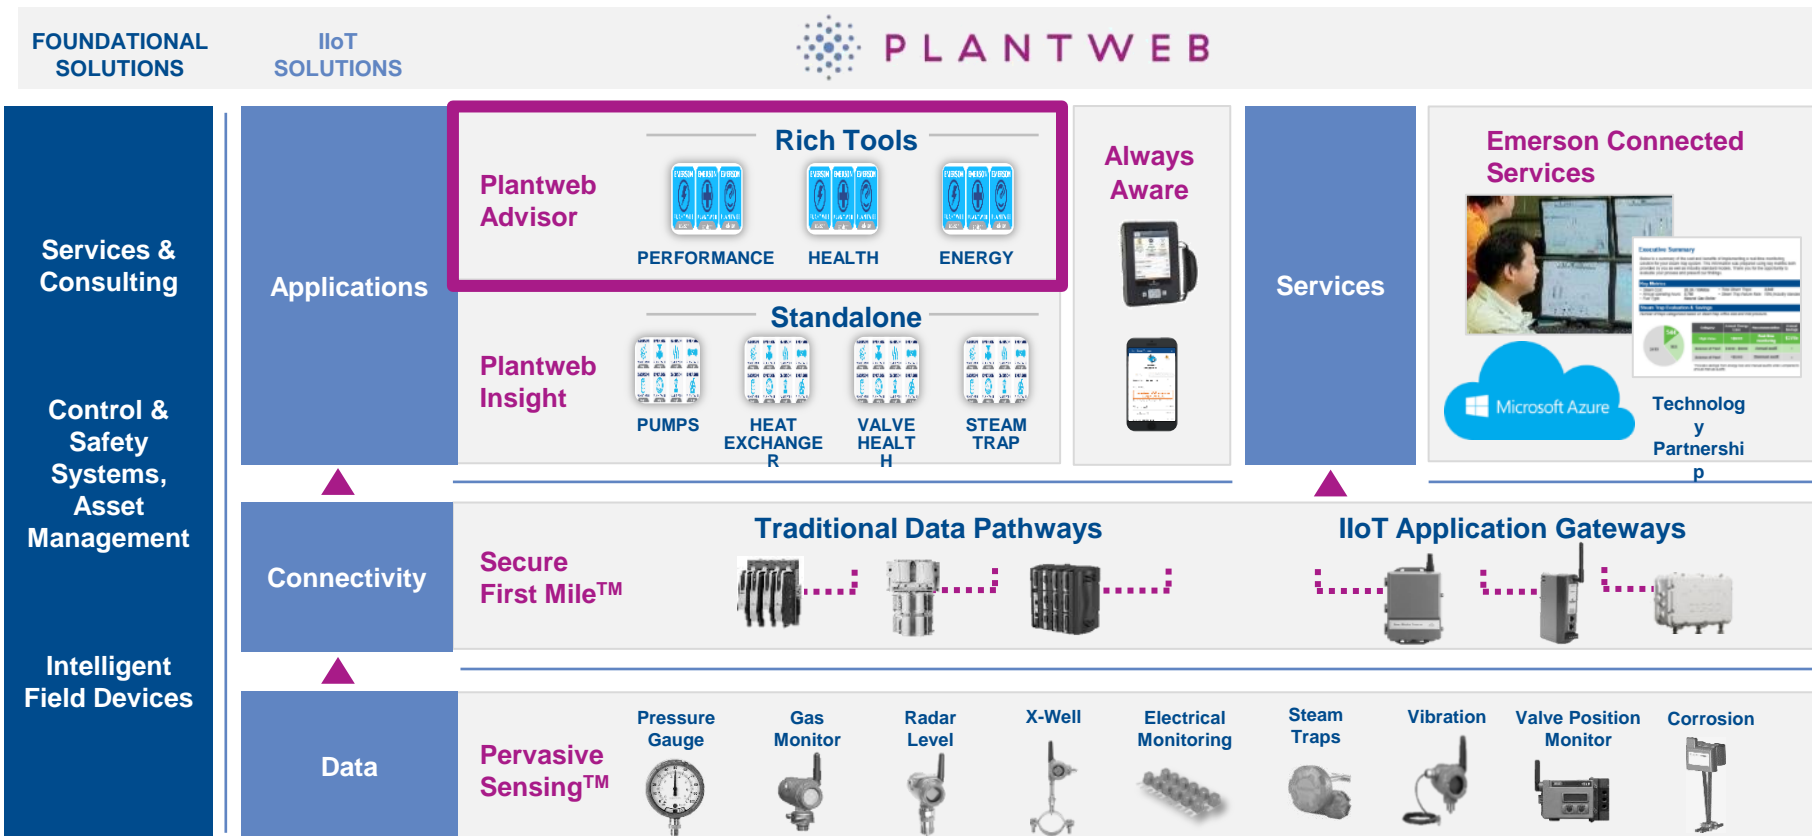 FOUNDATIONAL
SOLUTIONS
IIoT
SOLUTIONS
PLANTWEB
Services &
Consulting
Control &
Safety
Systems,
Asset
Management
Intelligent
Field Devices
Applications
Plantweb
Advisor
Rich Tools
PERFORMANCE
HEALTH
ENERGY
Plantweb
Insight
Standalone
PUMPS
HEAT
EXCHANGE
R
VALVE
HEALT
H
STEAM
TRAP
Always
Aware
Services
Emerson Connected
Services
Executive Summary
Microsoft Azure
Technolog
y
Partnershi
p
Connectivity
Secure
First Mile™
Traditional Data Pathways
IIoT Application Gateways
Data
Pervasive
Sensing™
Pressure
Gauge
Gas
Monitor
Radar
Level
X-Well
Electrical
Monitoring
Steam
Traps
Vibration
Valve Position
Monitor
Corrosion